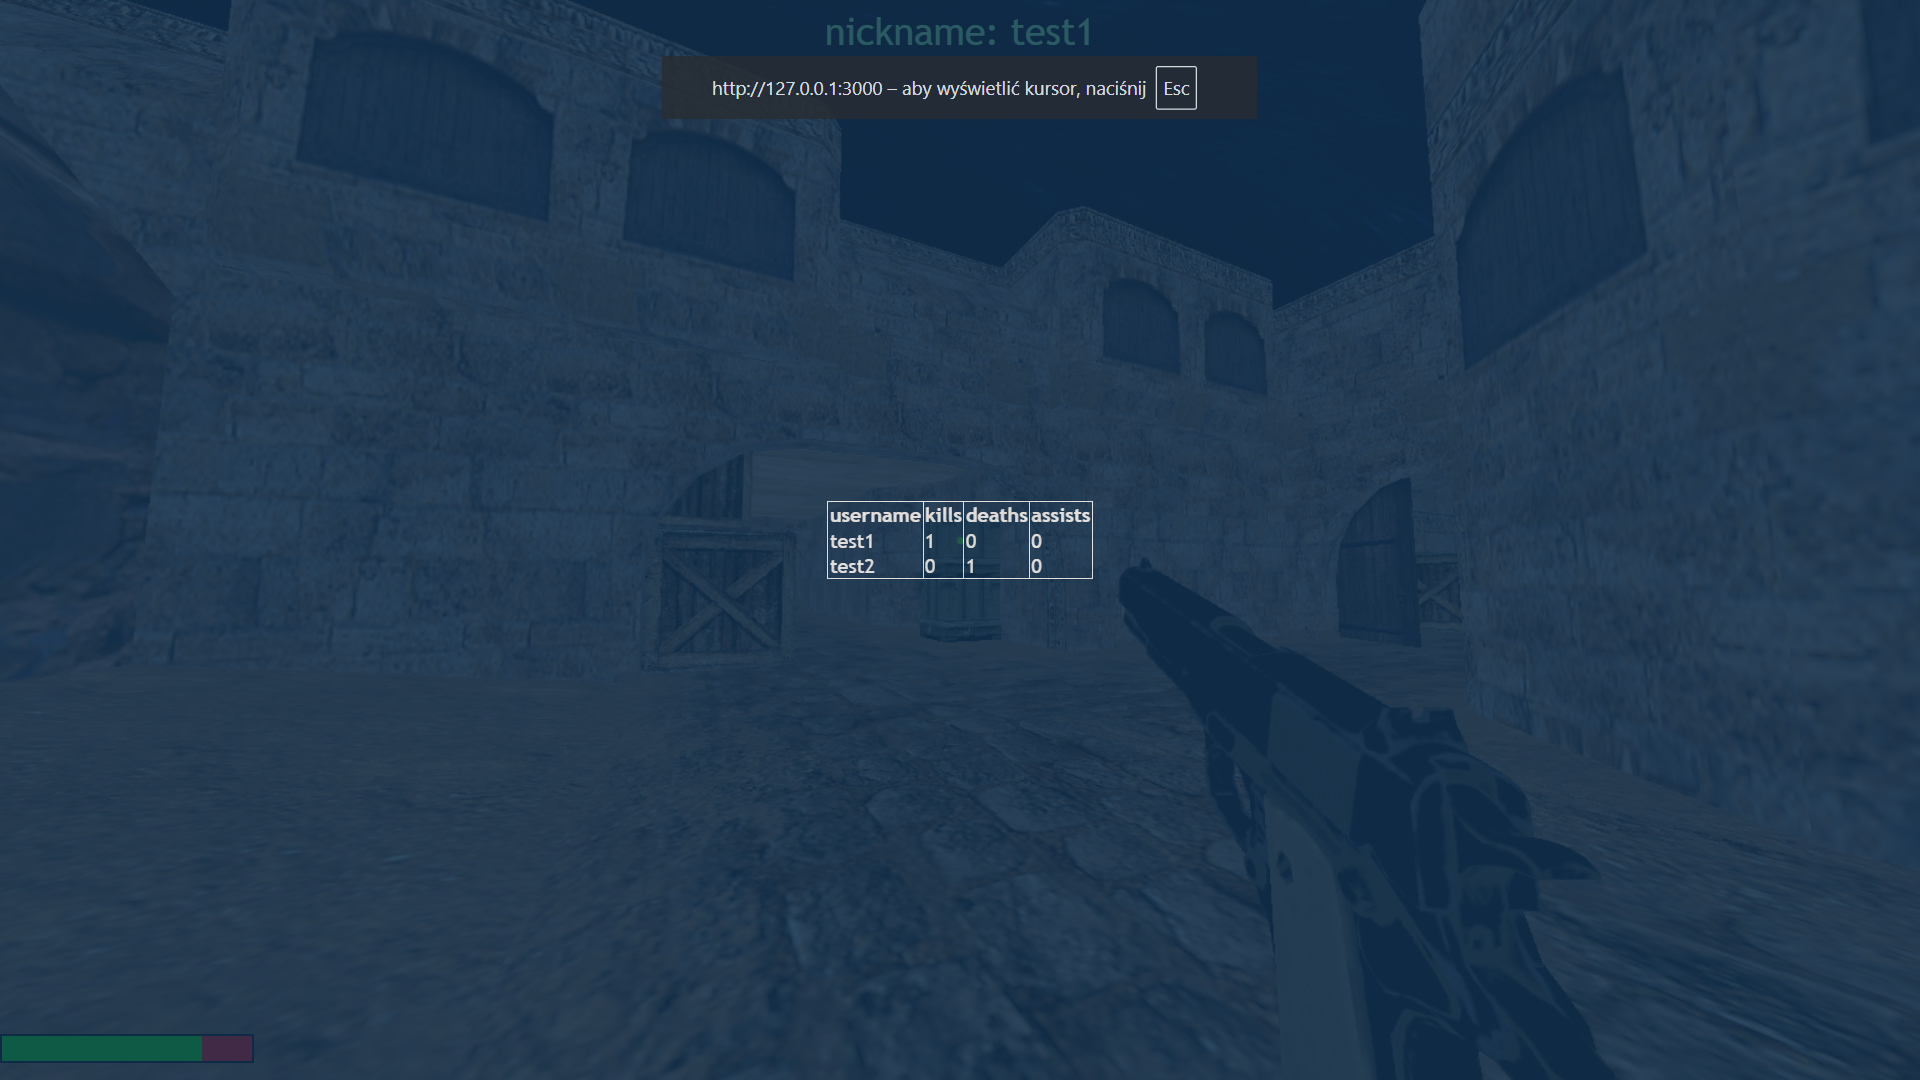 nickname: test1
http://127.0.0.1:3000 – aby wyświetlić kursor, naciśnij Esc
username kills deaths assists
test1 1 0 0
test2 0 1 0